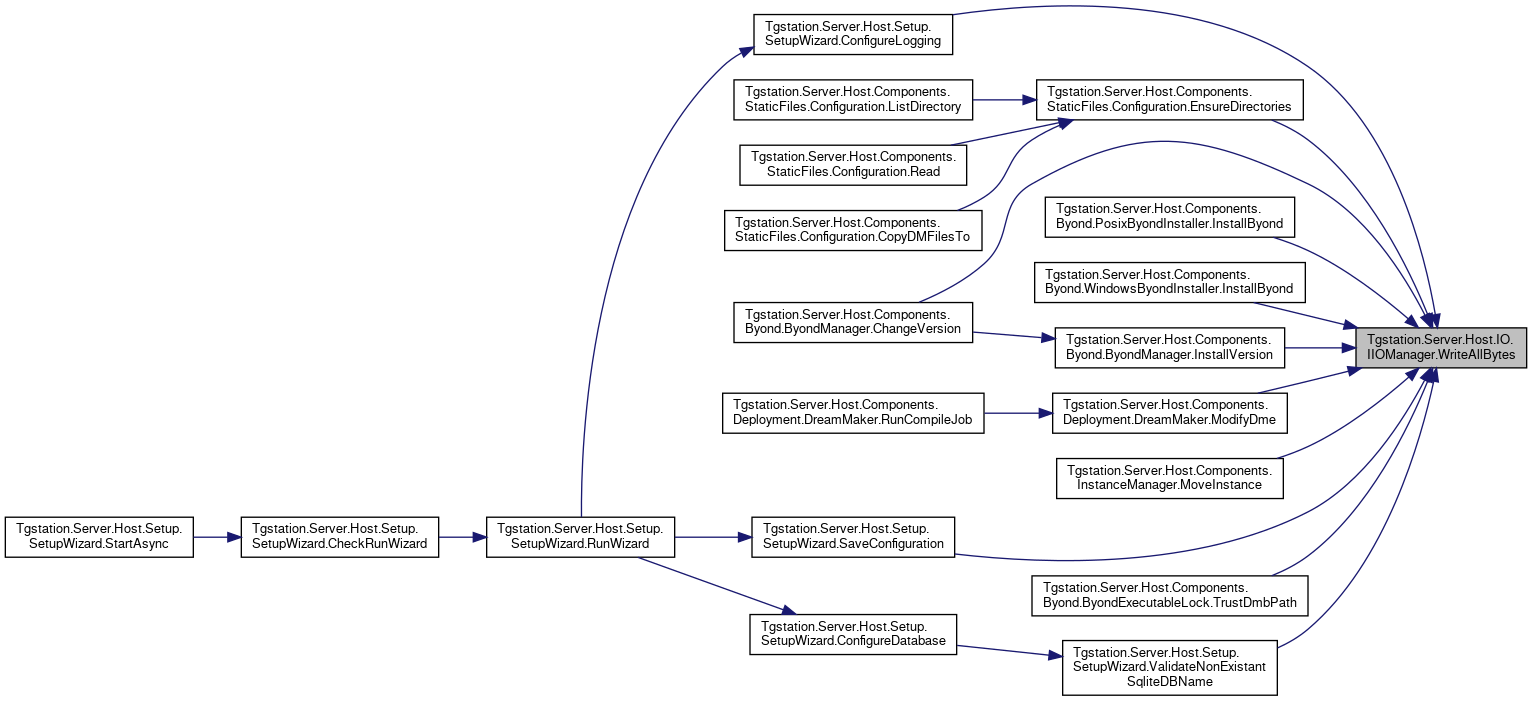 Tgstation.Server.Host.Setup.
SetupWizard.ConfigureLogging
Tgstation.Server.Host.Components.
StaticFiles.Configuration.ListDirectory
Tgstation.Server.Host.Components.
StaticFiles.Configuration.EnsureDirectories
Tgstation.Server.Host.Components.
StaticFiles.Configuration.Read
Tgstation.Server.Host.Components.
Byond.PosixByondInstaller.InstallByond
Tgstation.Server.Host.Components.
StaticFiles.Configuration.CopyDMFilesTo
Tgstation.Server.Host.Components.
Byond.WindowsByondInstaller.InstallByond
Tgstation.Server.Host.Components.
Byond.ByondManager.ChangeVersion
Tgstation.Server.Host.Components.
Byond.ByondManager.InstallVersion
Tgstation.Server.Host.IO.
IIOManager.WriteAllBytes
Tgstation.Server.Host.Components.
Deployment.DreamMaker.RunCompileJob
Tgstation.Server.Host.Components.
Deployment.DreamMaker.ModifyDme
Tgstation.Server.Host.Components.
InstanceManager.MoveInstance
Tgstation.Server.Host.Setup.
SetupWizard.StartAsync
Tgstation.Server.Host.Setup.
SetupWizard.CheckRunWizard
Tgstation.Server.Host.Setup.
SetupWizard.RunWizard
Tgstation.Server.Host.Setup.
SetupWizard.SaveConfiguration
Tgstation.Server.Host.Components.
Byond.ByondExecutableLock.TrustDmbPath
Tgstation.Server.Host.Setup.
SetupWizard.ConfigureDatabase
Tgstation.Server.Host.Setup.
SetupWizard.ValidateNonExistant
SqliteDBName